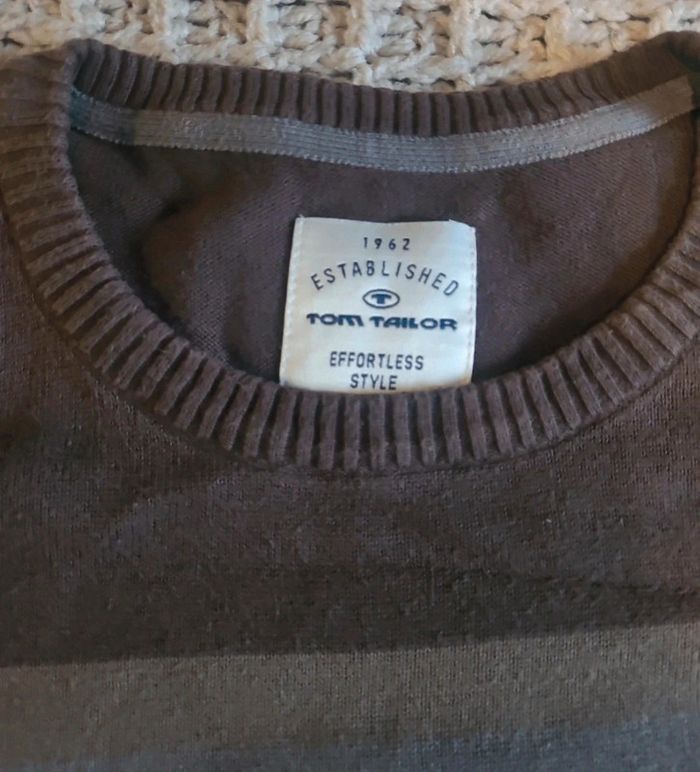 1962
ESTABLISHED
T
TOM TAILOR
EFFORTLESS
STYLE